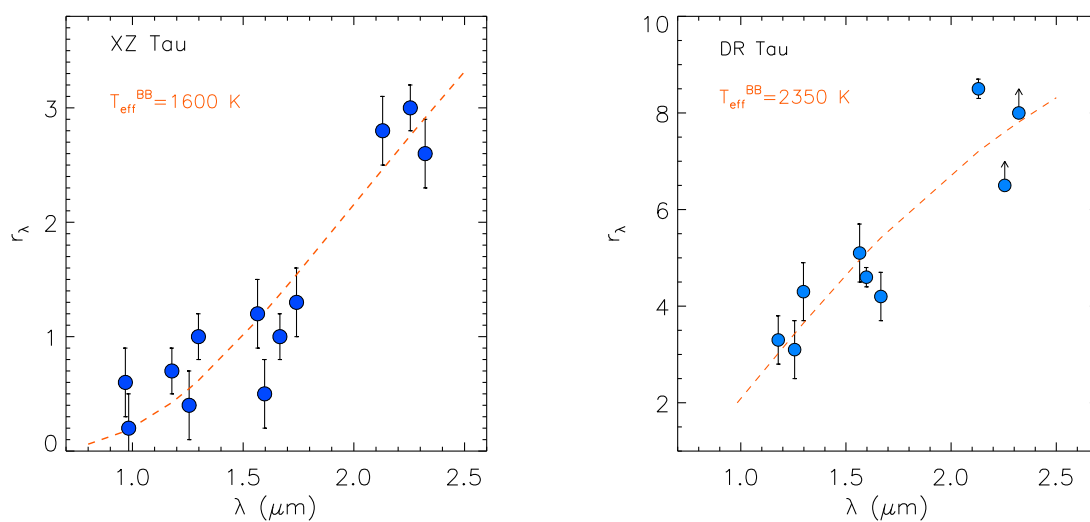 XZ Tau
T_eff^BB=1600 K
3
2
1
0
r_λ
1.0 1.5 2.0 2.5
λ (μm)
DR Tau
T_eff^BB=2350 K
10
8
6
4
2
r_λ
1.0 1.5 2.0 2.5
λ (μm)